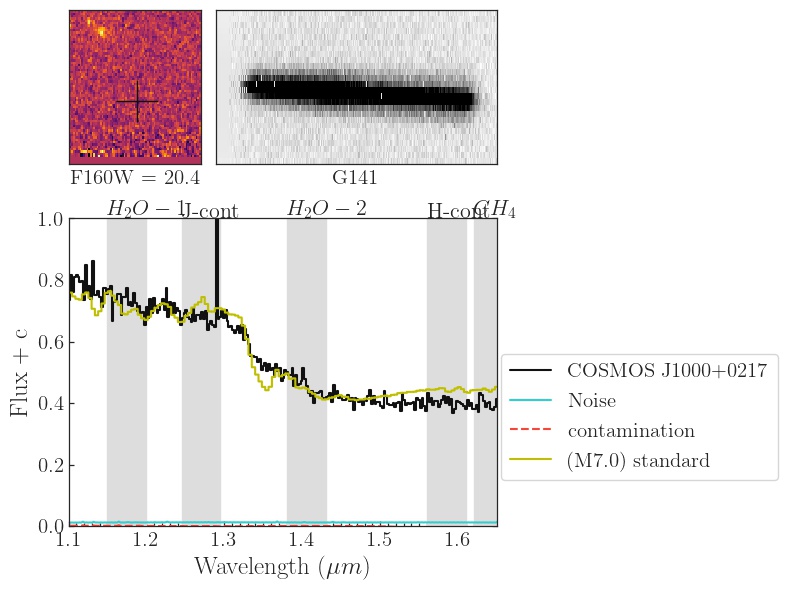 F160W = 20.4
G141
H₂O − 1 J-cont H₂O − 2 H-cont CH₄
1.0
0.8
0.6
0.4
0.2
0.0
Flux + c
1.1 1.2 1.3 1.4 1.5 1.6
Wavelength (μm)
COSMOS J1000+0217
Noise
contamination
(M7.0) standard